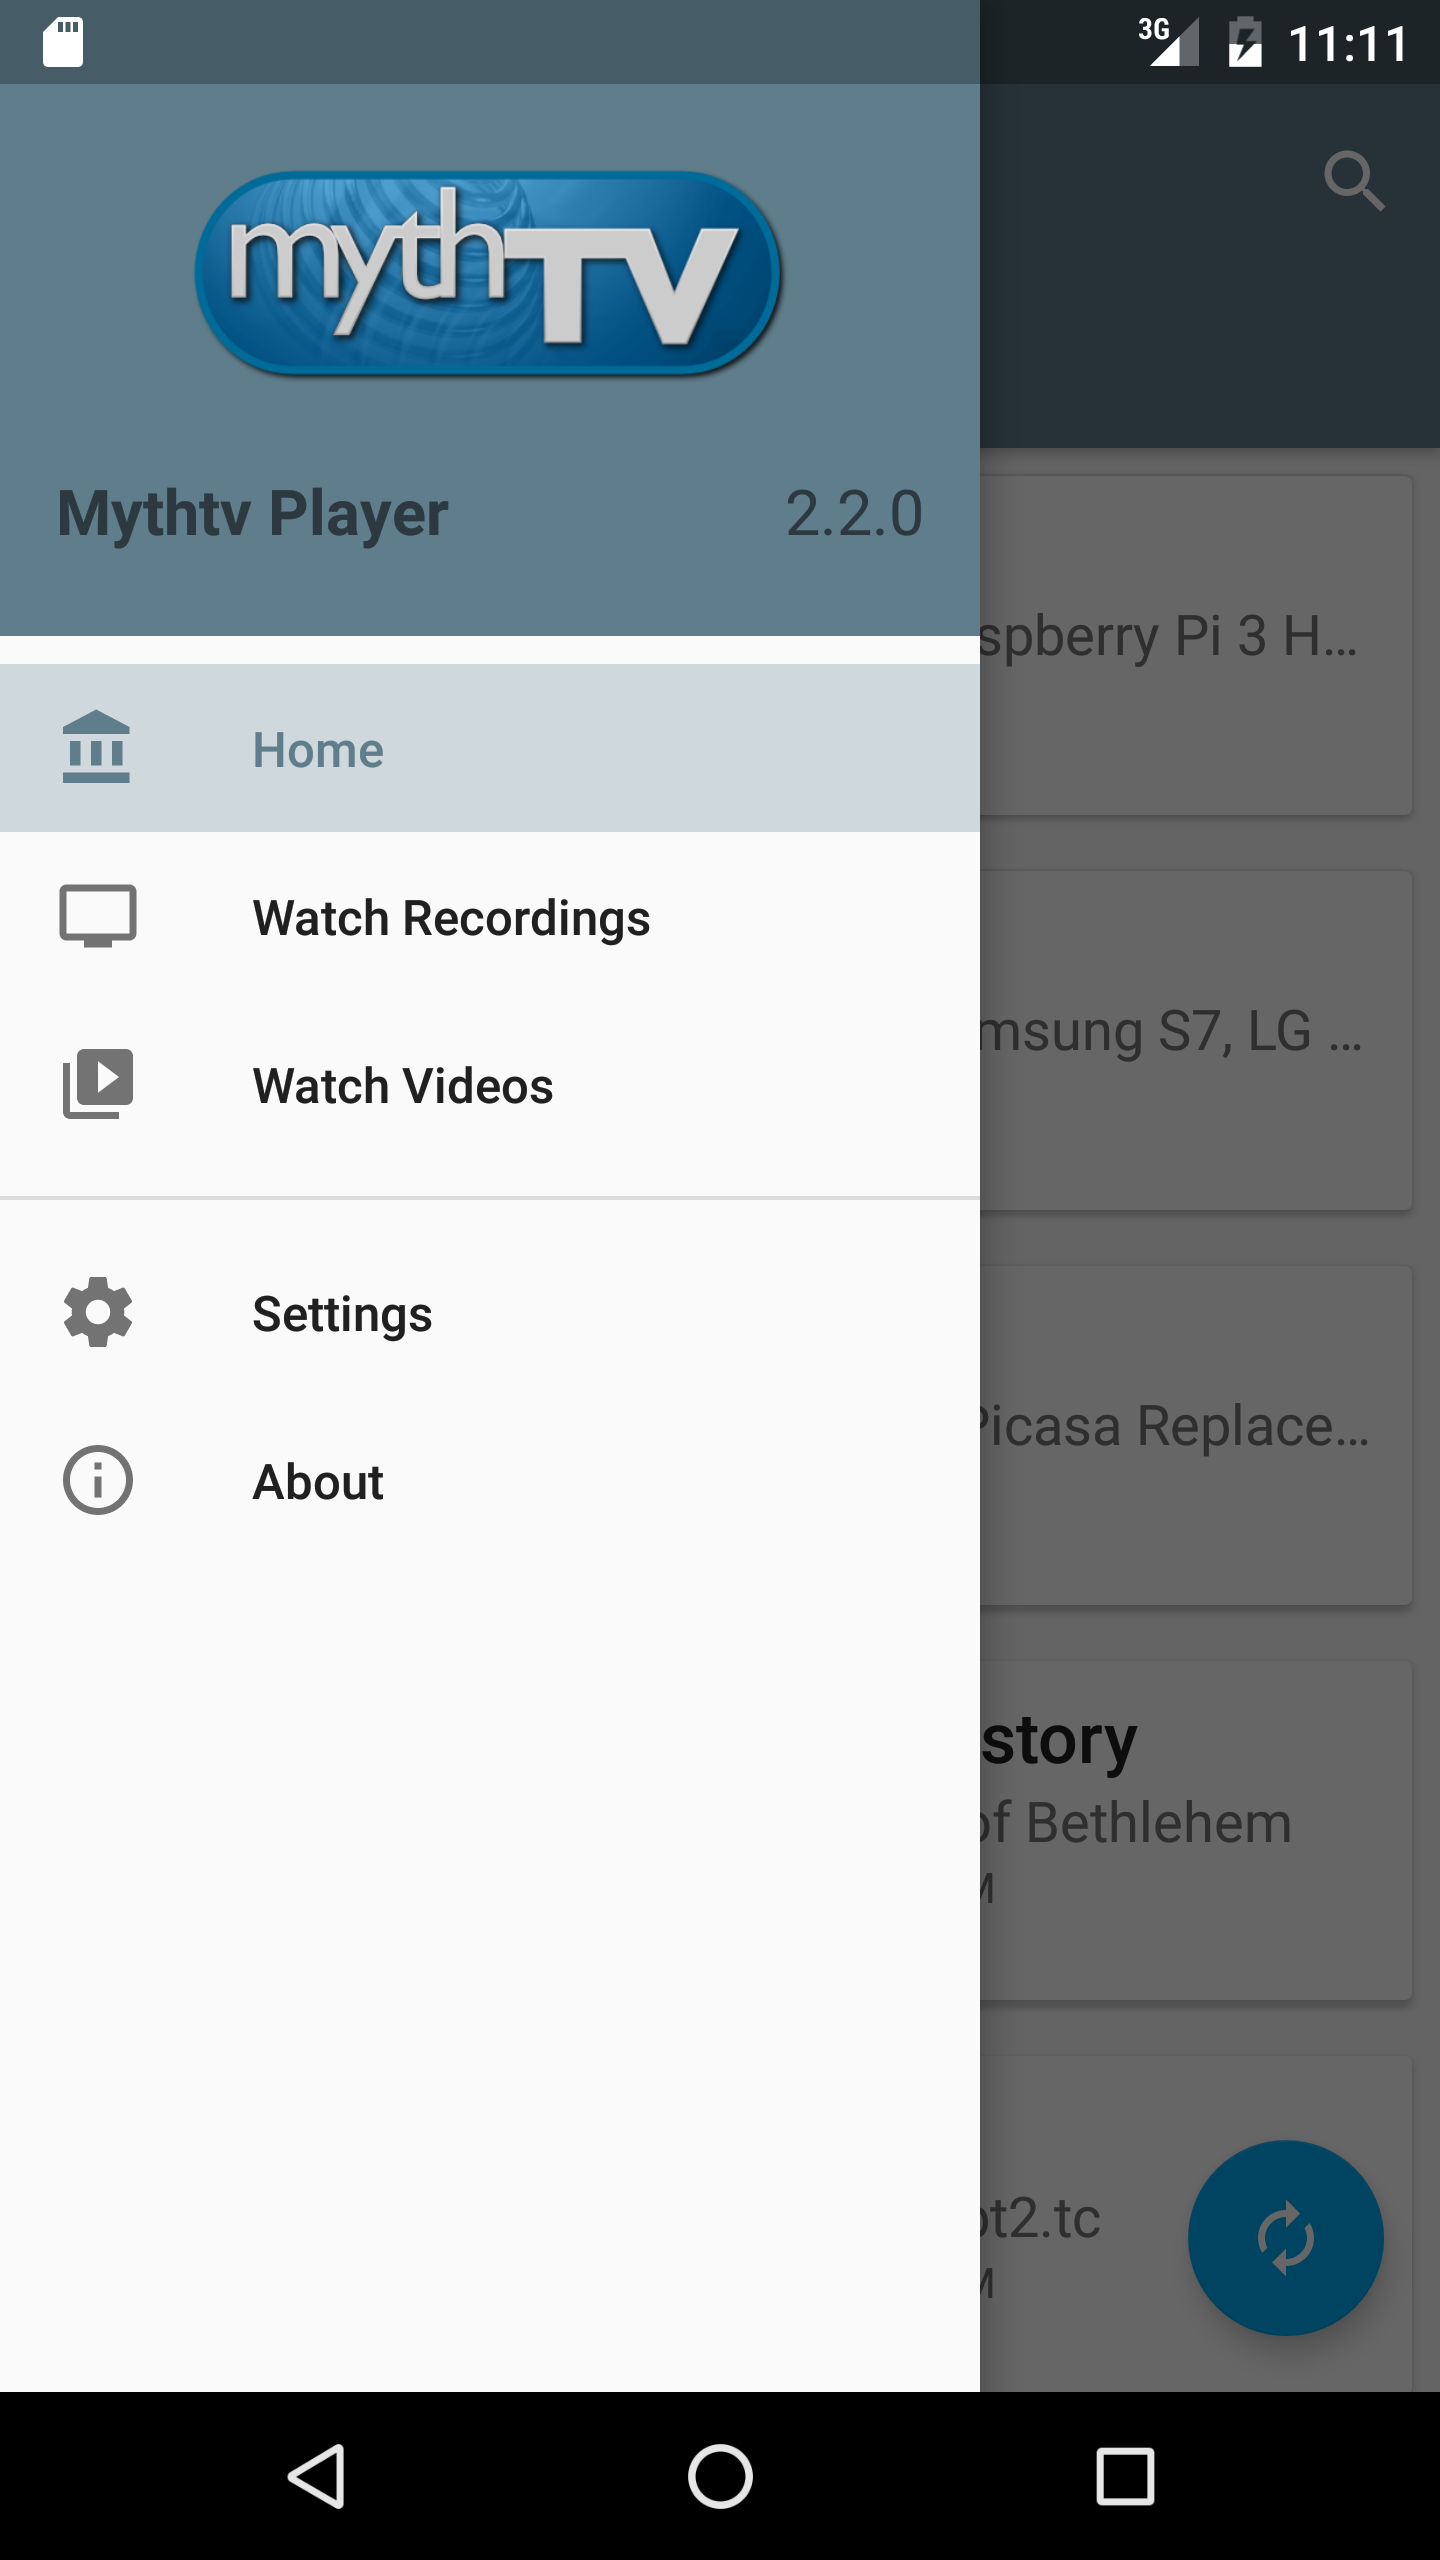 3G 11:11
mythTV
Mythtv Player 2.2.0
Home
Watch Recordings
Watch Videos
Settings
About
spberry Pi 3 H...
msung S7, LG ...
Picasa Replace...
story
of Bethlehem
M
pt2.tc
M